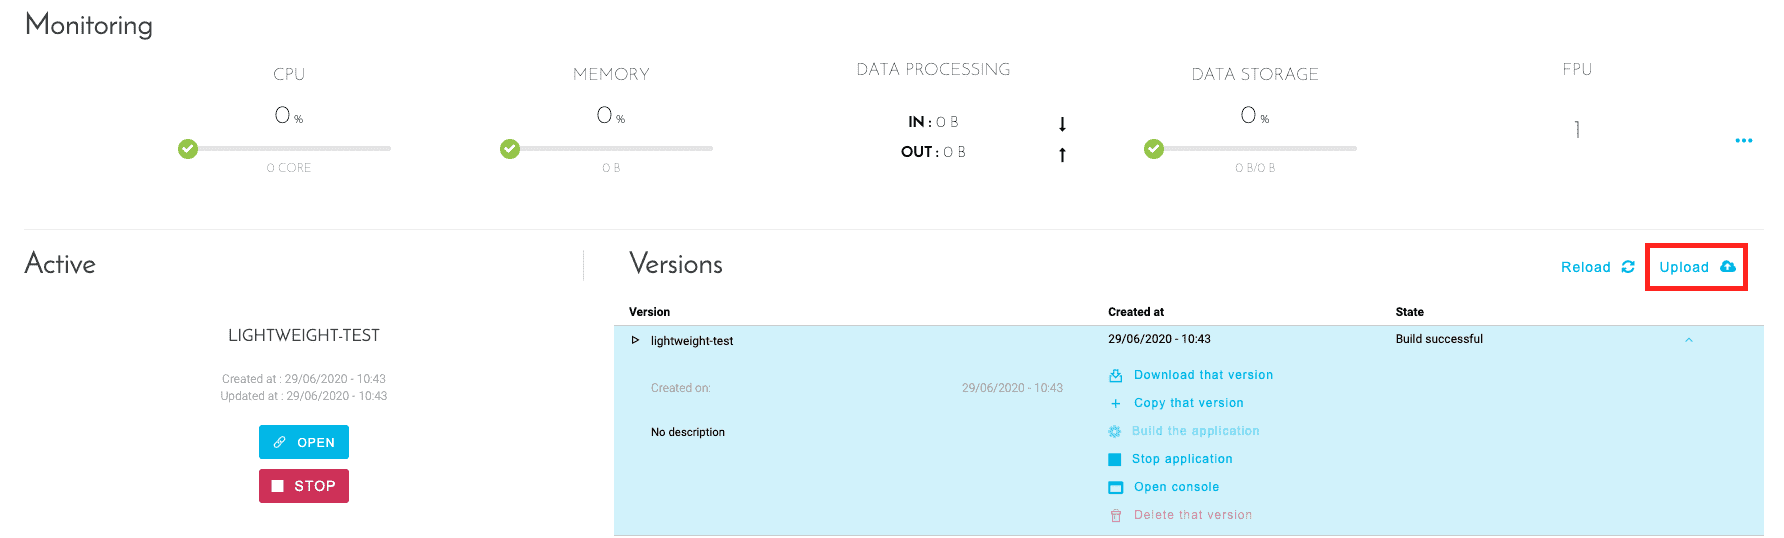 Monitoring
CPU
0 %
0 CORE
MEMORY
0 %
0 B
DATA PROCESSING
IN : 0 B
OUT : 0 B
DATA STORAGE
0 %
0 B/0 B
FPU
1
Active
LIGHTWEIGHT-TEST
Created at : 29/06/2020 - 10:43
Updated at : 29/06/2020 - 10:43
OPEN
STOP
Versions
Reload
Upload
Version Created at State
lightweight-test 29/06/2020 - 10:43 Build successful
Created on: 29/06/2020 - 10:43
No description
Download that version
Copy that version
Build the application
Stop application
Open console
Delete that version